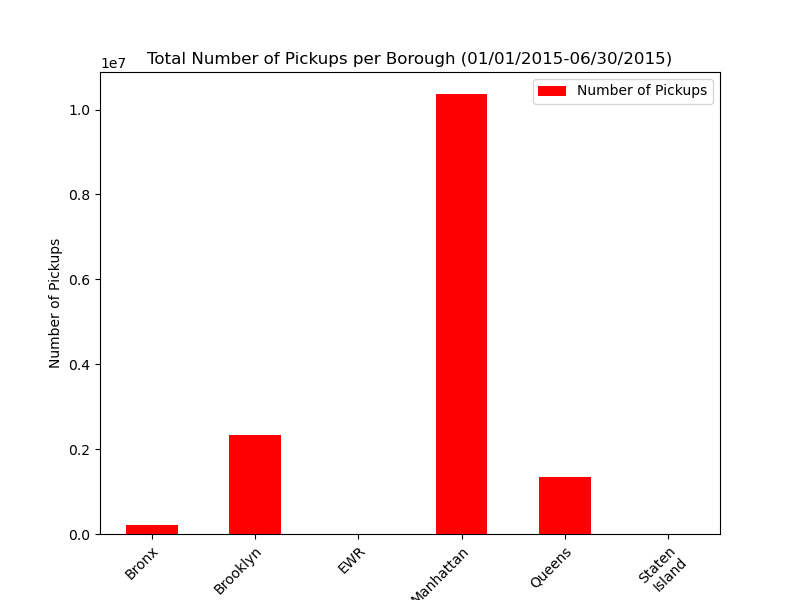 Total Number of Pickups per Borough (01/01/2015-06/30/2015)
1e7
Number of Pickups
1.0
0.8
0.6
0.4
0.2
0.0
Number of Pickups
Bronx
Brooklyn
EWR
Manhattan
Queens
Staten
Island